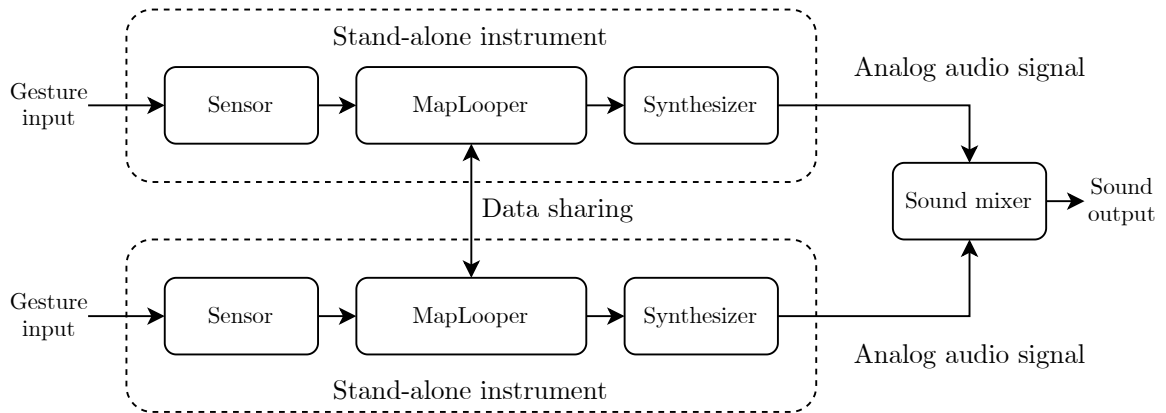 Stand-alone instrument
Analog audio signal
Gesture
input
Sensor
MapLooper
Synthesizer
Data sharing
Sound mixer
Sound
output
Gesture
input
Sensor
MapLooper
Synthesizer
Analog audio signal
Stand-alone instrument